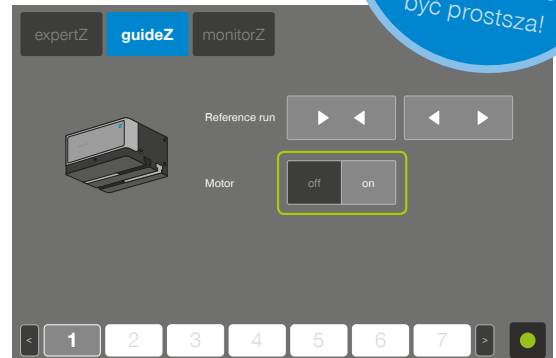 być prostsza!
expertZ guideZ monitorZ
Reference run
Motor off on
< 1 2 3 4 5 6 7 >